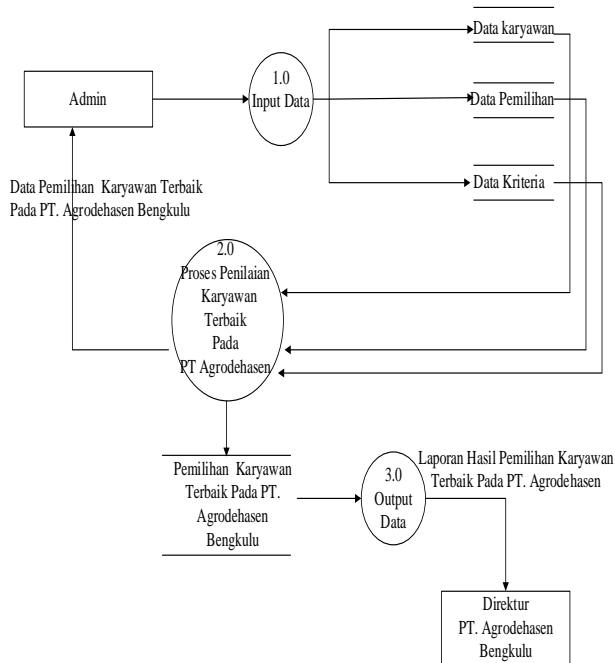 Data karyawan
1.0
Input Data
Admin
Data Pemilihan
Data Kriteria
Data Pemilihan Karyawan Terbaik
Pada PT. Agrodehasen Bengkulu
2.0
Proses Penilaian
Karyawan
Terbaik
Pada
PT Agrodehasen
Pemilihan Karyawan
Terbaik Pada PT.
Agrodehasen
Bengkulu
3.0
Output
Data
Laporan Hasil Pemilihan Karyawan
Terbaik Pada PT. Agrodehasen
Direktur
PT. Agrodehasen
Bengkulu